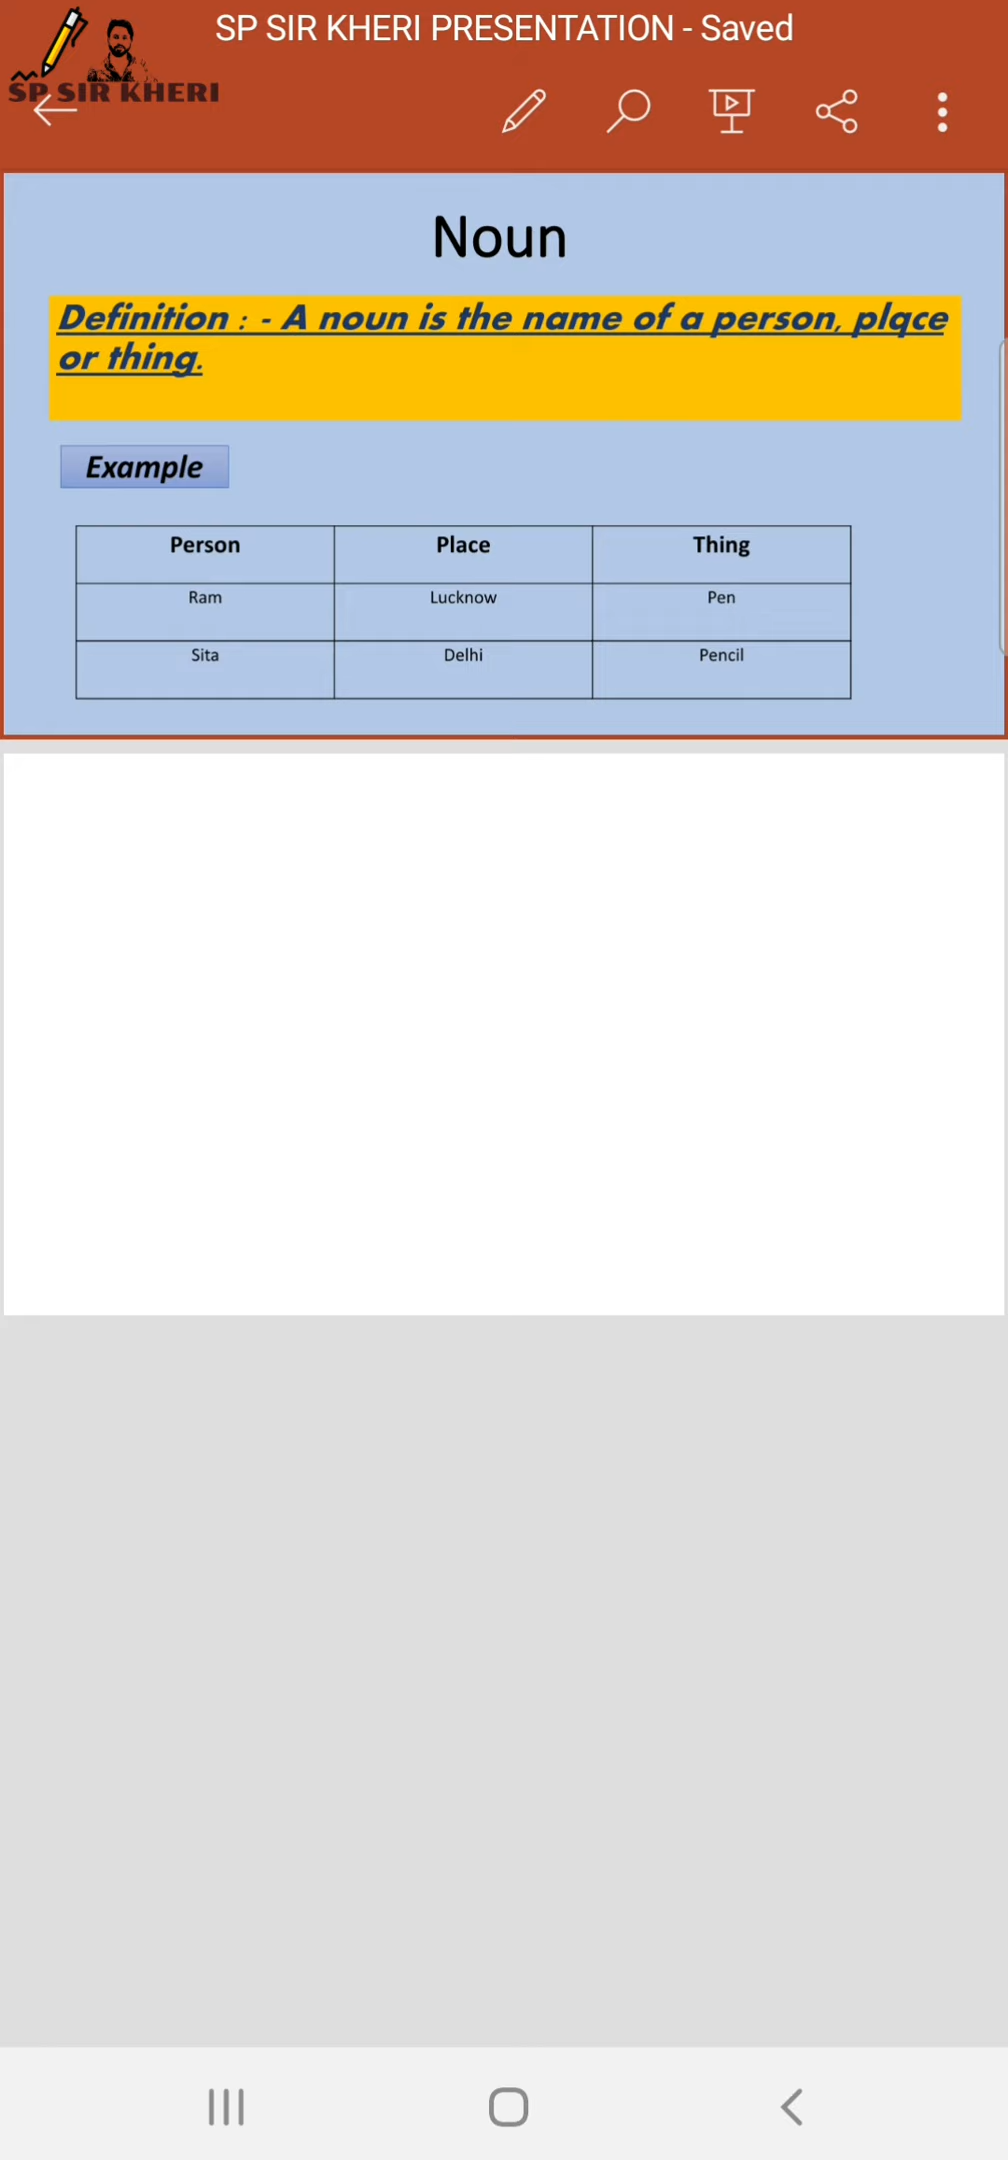 SP SIR KHERI PRESENTATION - Saved
SP SIR KHERI
Noun
Definition : - A noun is the name of a person, plqce
or thing.
Example
Person Place Thing
Ram Lucknow Pen
Sita Delhi Pencil